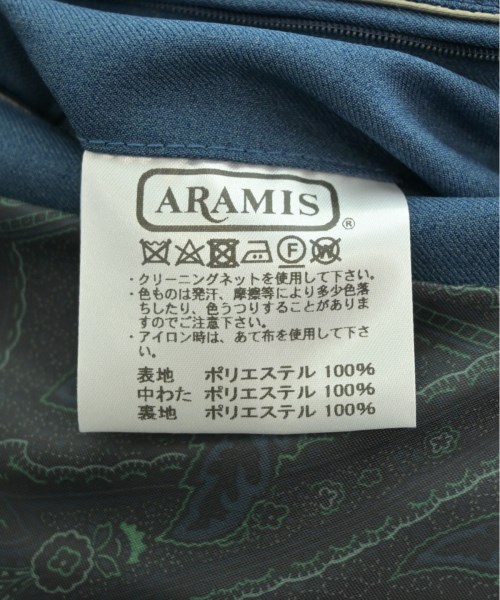 ARAMIS
®
F W
・クリーニングネットを使用して下さい。
・色ものは発汗、摩擦等により多少色落
ちしたり、色うつりすることがありま
すのでご注意下さい。
・アイロン時は、あて布を使用して下さ
い。
表地 ポリエステル 100%
中わた ポリエステル 100%
裏地 ポリエステル 100%